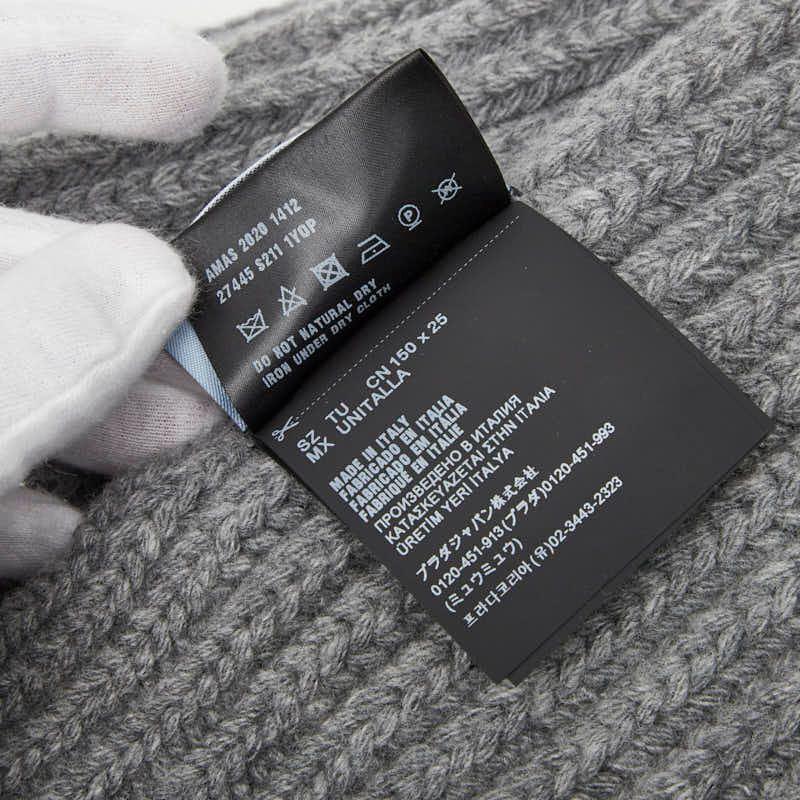 AMAS 2020 1412
27445 S211 1YOP
DO NOT NATURAL DRY
IRON UNDER DRY CLOTH
SZ TU CN 150 x 25
MX UNITALLA
MADE IN ITALY
FABRICADO EN ITALIA
FABRICADO EM ITALIA
FABRIQUÉ EN ITALIE
ПРОИЗВЕДЕНО В ИТАЛИЯ
ΚΑΤΑΣΚΕΥΑΖΕΤΑΙ ΣΤΗΝ ΙΤΑΛΙΑ
ÜRETIM YERI İTALYA
プラダジャパン株式会社
0120-451-913(プラダ)0120-451-993
(ミュウミュウ)
프라다코리아 (유)02-3443-2323